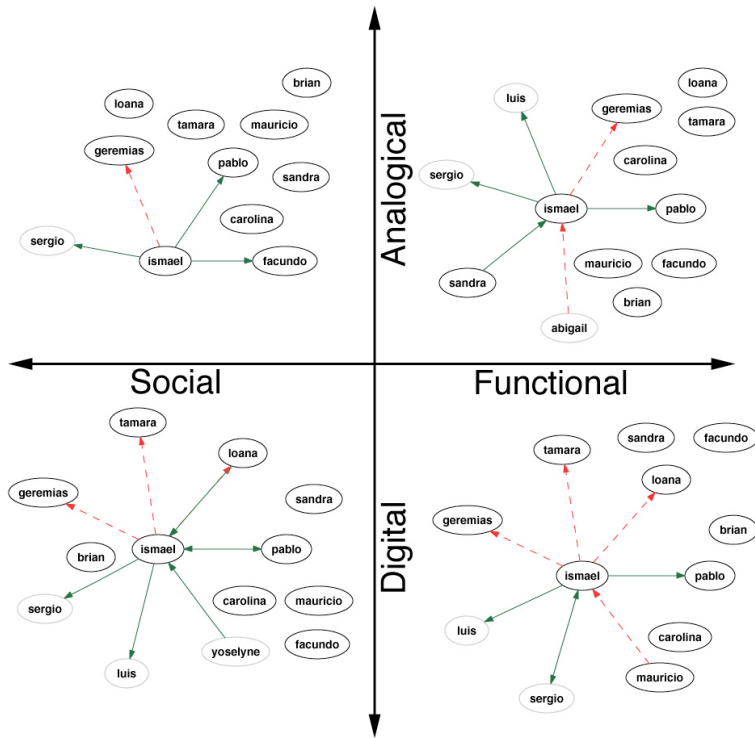 brian
loana
tamara
mauricio
geremias
pablo
sandra
carolina
sergio
ismael
facundo
Analogical
loana
luis
geremias
tamara
carolina
sergio
ismael
pablo
mauricio
facundo
sandra
brian
abigail
Social
Functional
tamara
loana
geremias
sandra
brian
ismael
pablo
sergio
carolina
mauricio
yoselyne
facundo
luis
Digital
sandra
facundo
tamara
loana
geremias
brian
ismael
pablo
luis
carolina
mauricio
sergio